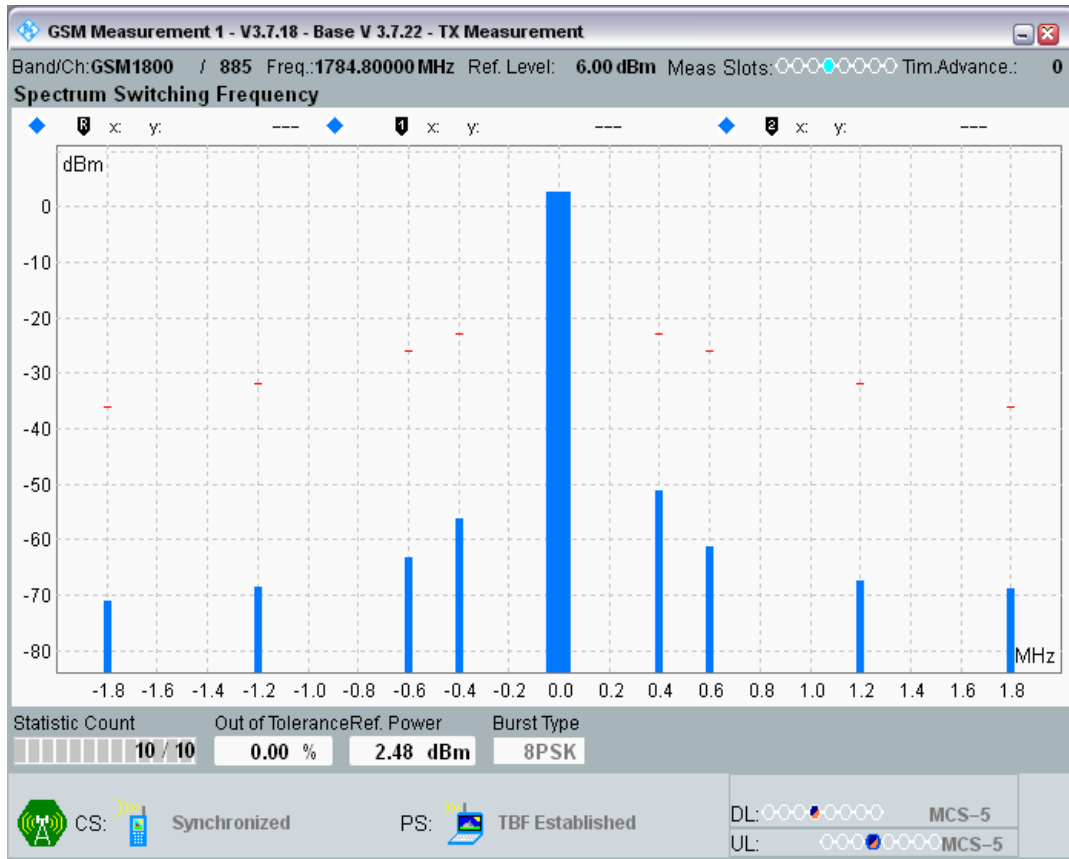 GSM Measurement 1 - V3.7.18 - Base V 3.7.22 - TX Measurement
Band/Ch:GSM1800 / 885 Freq.:1784.80000 MHz Ref. Level: 6.00 dBm Meas Slots: Tim.Advance.: 0
Spectrum Switching Frequency
R x: y: --- 1 x: y: --- 2 x: y: ---
dBm
0
-10
-20
-30
-40
-50
-60
-70
-80
MHz
-1.8 -1.6 -1.4 -1.2 -1.0 -0.8 -0.6 -0.4 -0.2 0.0 0.2 0.4 0.6 0.8 1.0 1.2 1.4 1.6 1.8
Statistic Count Out of Tolerance Ref. Power Burst Type
10 / 10 0.00 % 2.48 dBm 8PSK
CS: Synchronized PS: TBF Established
DL: MCS-5
UL: MCS-5